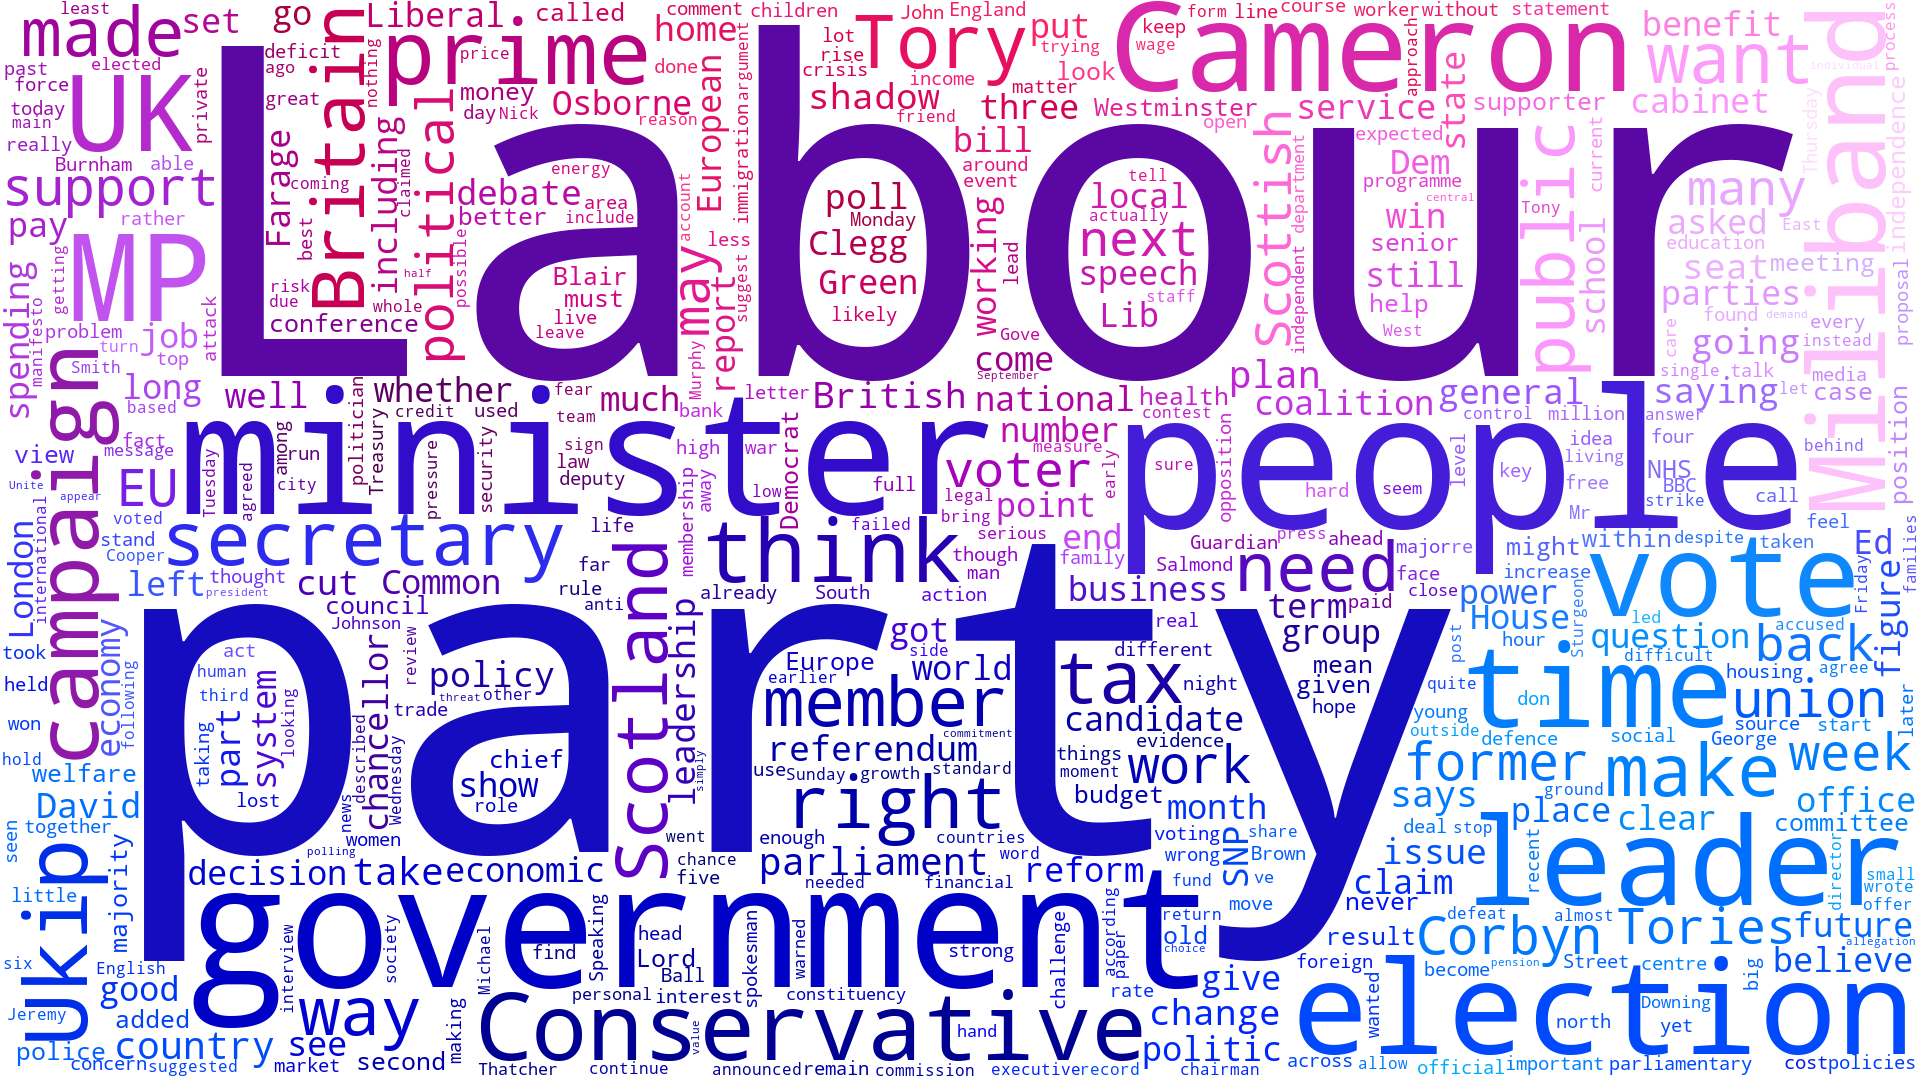 Labour
party
people
minister
government
election
Conservative
leader
Cameron
Miliband
time
vote
campaign
Ukip
UK
MP
Britain
prime
Tory
made
set
go
Liberal
called
home
comment
children
John
England
put
keep
form
line
course
worker
without
statement
benefit
want
process
individual
least
past
elected
force
today
main
really
Burnham
able
private
deficit
ago
great
nothing
price
money
day
Nick
Osborne
done
reason
lot
rise
crisis
income
shadow
friend
three
matter
trying
look
Westminster
wage
approach
service
state
supporter
cabinet
Thursday
independence
support
pay
rather
Farage
coming
best
including
claimed
political
debate
better
energy
area
include
European
immigration
argument
account
less
suggest
bill
around
event
open
Scottish
expected
Dem
programme
central
public
current
Tony
school
many
asked
education
East
seat
meeting
parties
proposal
found
demand
every
instead
going
care
single
talk
let
media
case
saying
million
answer
behind
position
spending
getting
manifesto
problem
turn
job
top
Smith
attack
risk
due
whole
half
conference
possible
Blair
must
live
leave
may
report
Murphy
poll
Monday
Clegg
Green
likely
working
lead
Gove
come
September
tell
local
actually
next
speech
staff
Lib
independent
department
win
senior
still
help
West
plan
general
coalition
control
long
based
well
whether
fear
much
letter
British
national
health
contest
number
measure
view
fact
message
EU
Unite
appear
Tuesday
among
run
city
agreed
politician
Treasury
credit
used
pressure
team
sign
law
security
deputy
bank
high
war
low
away
membership
Democrat
full
voter
legal
bring
point
early
sure
opposition
hard
level
seem
key
idea
living
free
four
NHS
BBC
strike
call
Mr
London
international
voted
stand
Cooper
secretary
life
far
think
failed
serious
though
man
end
family
Guardian
press
ahead
Salmond
need
majorre
face
close
might
within
despite
taken
feel
increase
Ed
Friday
families
left
thought
president
cut
Common
rule
anti
already
South
action
business
term
paid
power
House
hour
Sturgeon
led
accused
question
back
difficult
figure
took
held
won
hold
economy
following
council
Johnson
Scotland
leadership
got
side
real
group
post
act
human
third
system
part
looking
taking
lost
review
policy
chancellor
trade
threat
other
Europe
earlier
world
member
tax
different
night
mean
given
hope
quite
young
outside
don
defence
social
housing
agree
union
source
start
George
later
welfare
David
together
seen
majority
little
described
Wednesday
news
women
polling
chief
show
role
simply
went
chance
five
use
referendum
commitment
Sunday
growth
standard
right
enough
countries
word
candidate
things
evidence
moment
work
budget
month
voting
share
wrong
SNP
Brown
former
make
week
says
ground
place
clear
office
committee
deal
stop
issue
recent
director
small
wrote
offer
claim
never
decision
take
economic
parliament
needed
financial
reform
fund
ve
move
return
old
choice
according
paper
Corbyn
defeat
almost
Tories
future
allegation
result
foreign
six
English
good
Jeremy
added
police
country
concern
suggested
interview
society
way
see
market
making
second
Michael
find
Speaking
head
Lord
Ball
spokesman
warned
strong
challenge
personal
interest
constituency
value
hand
Thatcher
continue
announced
remain
commission
executive
record
rate
give
change
politic
chairman
wanted
become
pension
Street
centre
big
believe
Downing
north
yet
across
allow
official
important
parliamentary
cost
policies